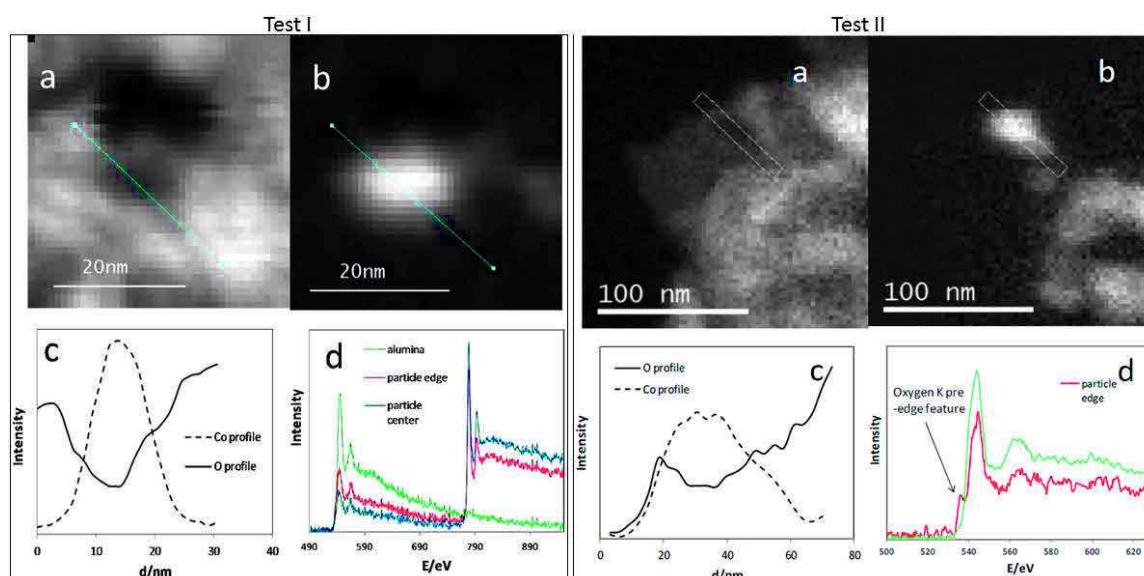 Test I
Test II
a
b
20nm
20nm
c
Intensity
Co profile
O profile
0
10
20
30
40
d/nm
d
alumina
particle edge
particle
center
Intensity
490
590
690
790
890
E/eV
a
b
100 nm
100 nm
c
O profile
Co profile
Intensity
0
20
40
60
80
d/nm
d
Oxygen K pre
-edge feature
particle
edge
Intensity
500
520
540
560
580
600
620
E/eV